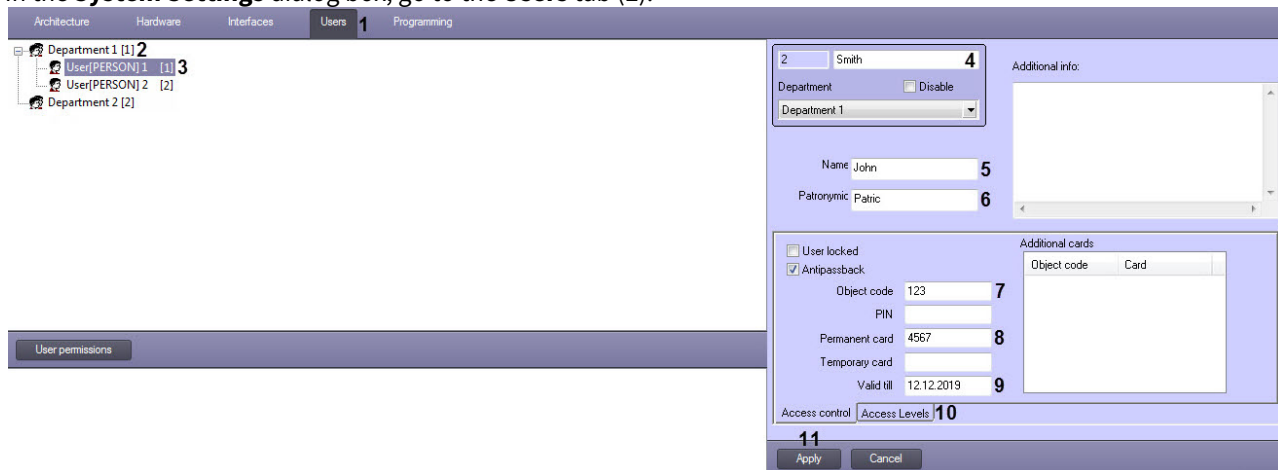 In the System Settings dialog box, go to the Users tab (1).
Architecture Hardware Interfaces Users 1 Programming
Department 1 [1] 2
User[PERSON] 1 [1] 3
User[PERSON] 2 [2]
Department 2 [2]
2 Smith 4
Department Disable
Department 1
Additional info:
Name John 5
Patronymic Patric 6
User locked
Antipassback
Object code 123 7
PIN
Permanent card 4567 8
Temporary card
Valid till 12.12.2019 9
Additional cards
Object code Card
Access control Access Levels 10
User permissions
11
Apply Cancel